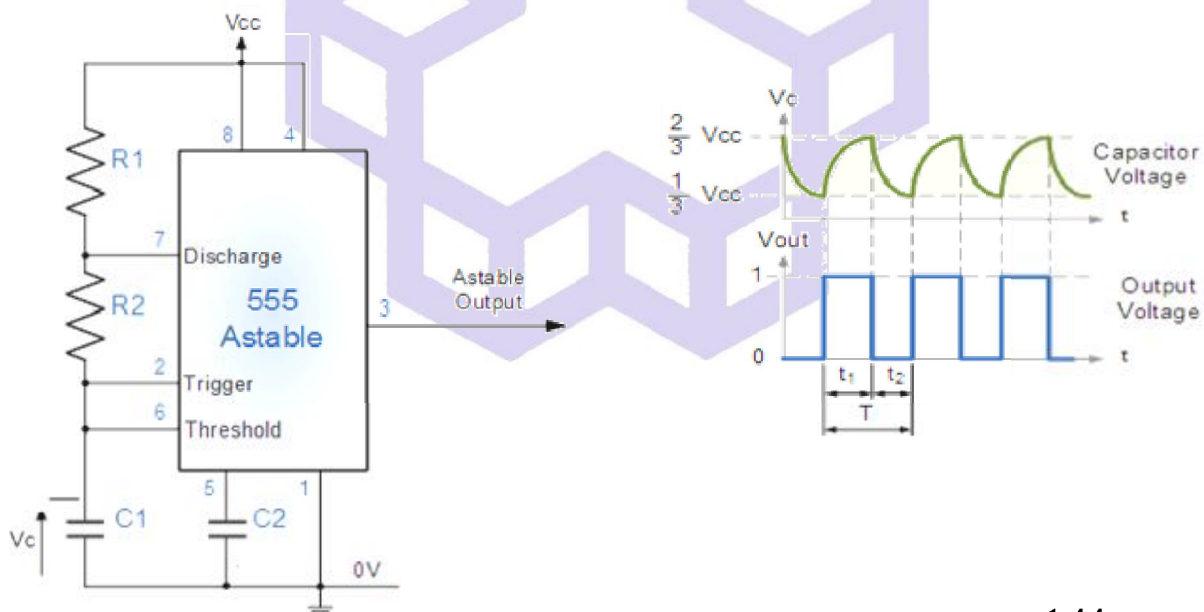 Vcc
8 4
R1
7
Discharge
R2
555
Astable
3
Astable
Output
2
Trigger
6
Threshold
5 1
C1
C2
Vc
0V
Vc
2
3
Vcc
1
3
Vcc
Capacitor
Voltage
t
Vout
1
Output
Voltage
0
t
t1 t2
T
1.44